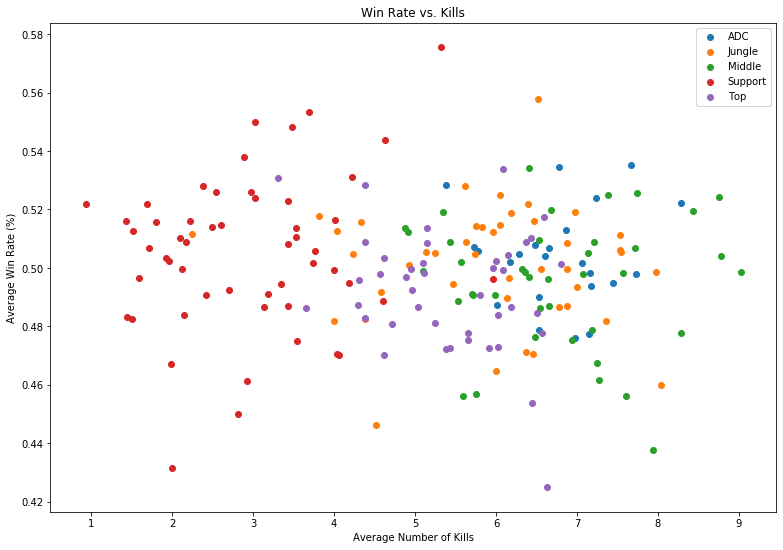 Win Rate vs. Kills
ADC
Jungle
Middle
Support
Top
Average Win Rate (%)
0.58
0.56
0.54
0.52
0.50
0.48
0.46
0.44
0.42
1 2 3 4 5 6 7 8 9
Average Number of Kills